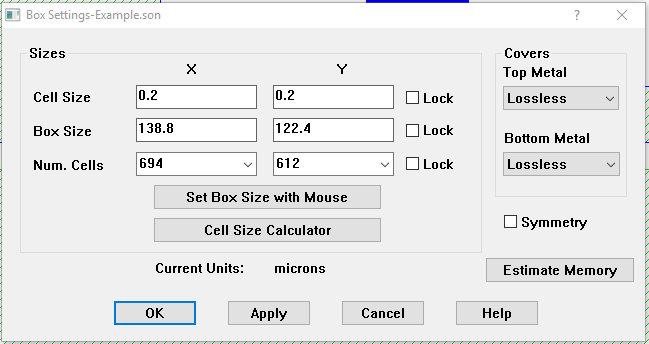 Box Settings-Example.son
Sizes
X Y
Cell Size 0.2 0.2 Lock
Box Size 138.8 122.4 Lock
Num. Cells 694 612 Lock
Set Box Size with Mouse
Cell Size Calculator
Covers
Top Metal
Lossless
Bottom Metal
Lossless
Symmetry
Current Units: microns
Estimate Memory
OK Apply Cancel Help